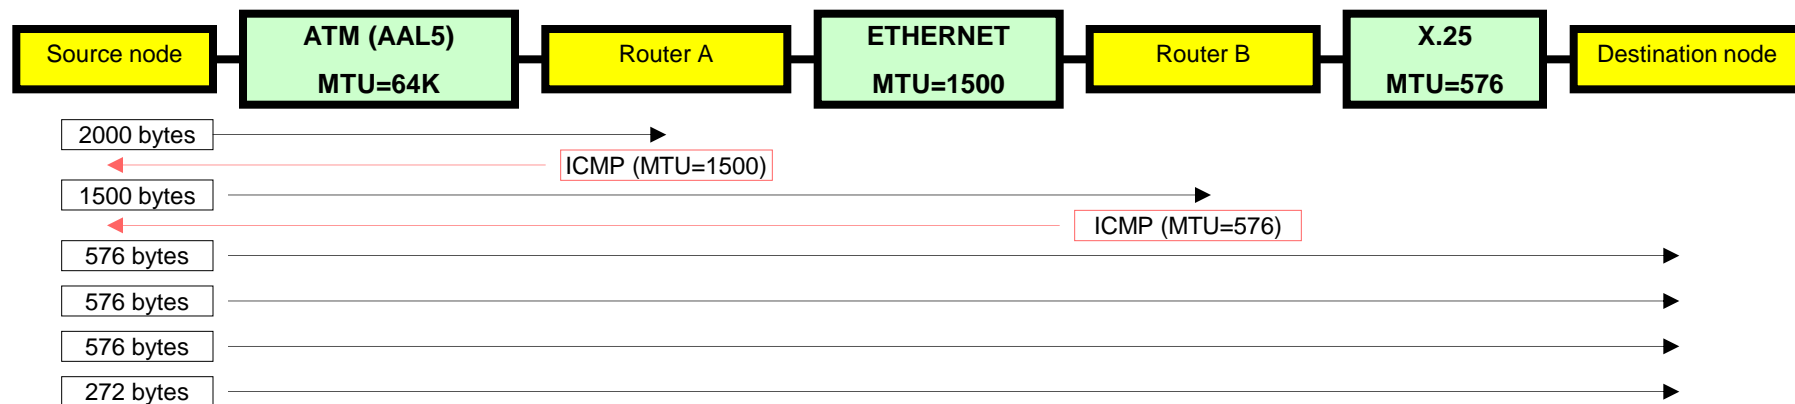 Source node
ATM (AAL5)
MTU=64K
Router A
ETHERNET
MTU=1500
Router B
X.25
MTU=576
Destination node
2000 bytes
ICMP (MTU=1500)
1500 bytes
ICMP (MTU=576)
576 bytes
576 bytes
576 bytes
272 bytes